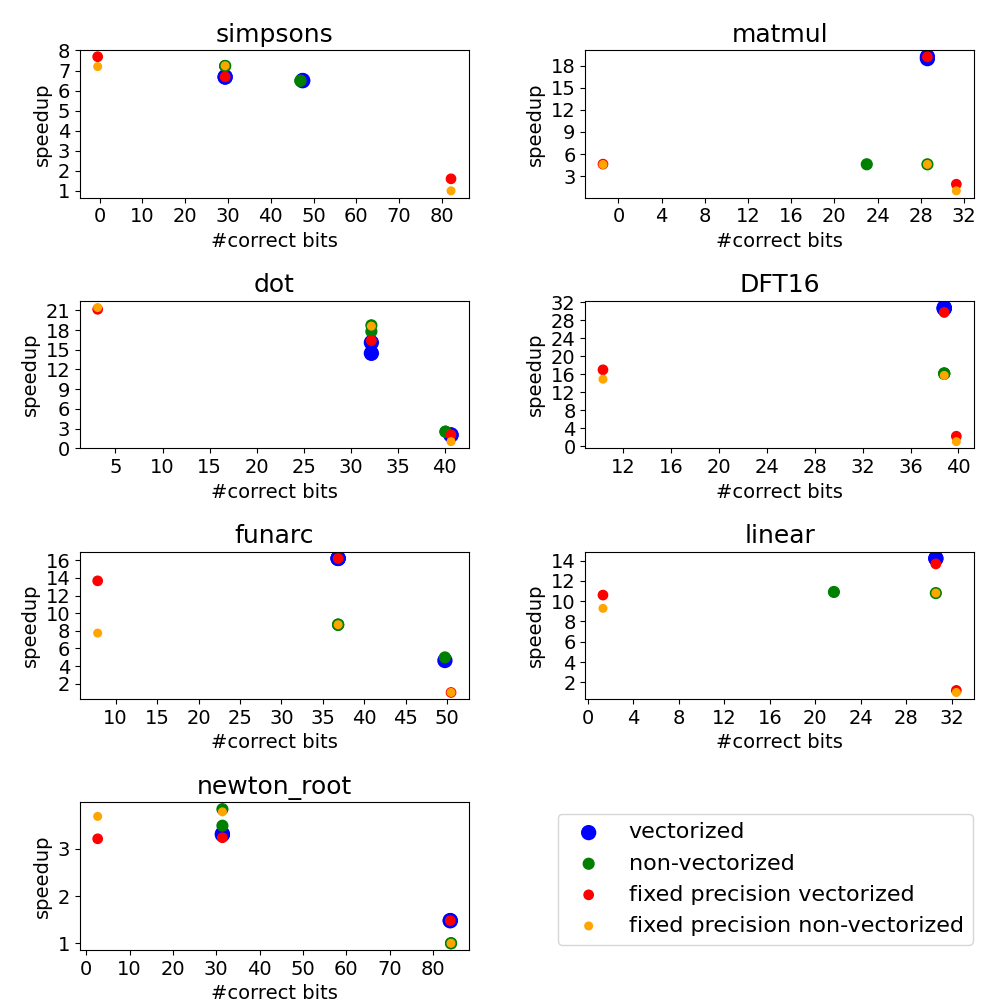 simpsons
speedup
8
7
6
5
4
3
2
1
0 10 20 30 40 50 60 70 80
#correct bits
matmul
speedup
18
15
12
9
6
3
0 4 8 12 16 20 24 28 32
#correct bits
dot
speedup
21
18
15
12
9
6
3
0
5 10 15 20 25 30 35 40
#correct bits
DFT16
speedup
32
28
24
20
16
12
8
4
0
12 16 20 24 28 32 36 40
#correct bits
funarc
speedup
16
14
12
10
8
6
4
2
10 15 20 25 30 35 40 45 50
#correct bits
linear
speedup
14
12
10
8
6
4
2
0 4 8 12 16 20 24 28 32
#correct bits
newton_root
speedup
3
2
1
0 10 20 30 40 50 60 70 80
#correct bits
vectorized
non-vectorized
fixed precision vectorized
fixed precision non-vectorized